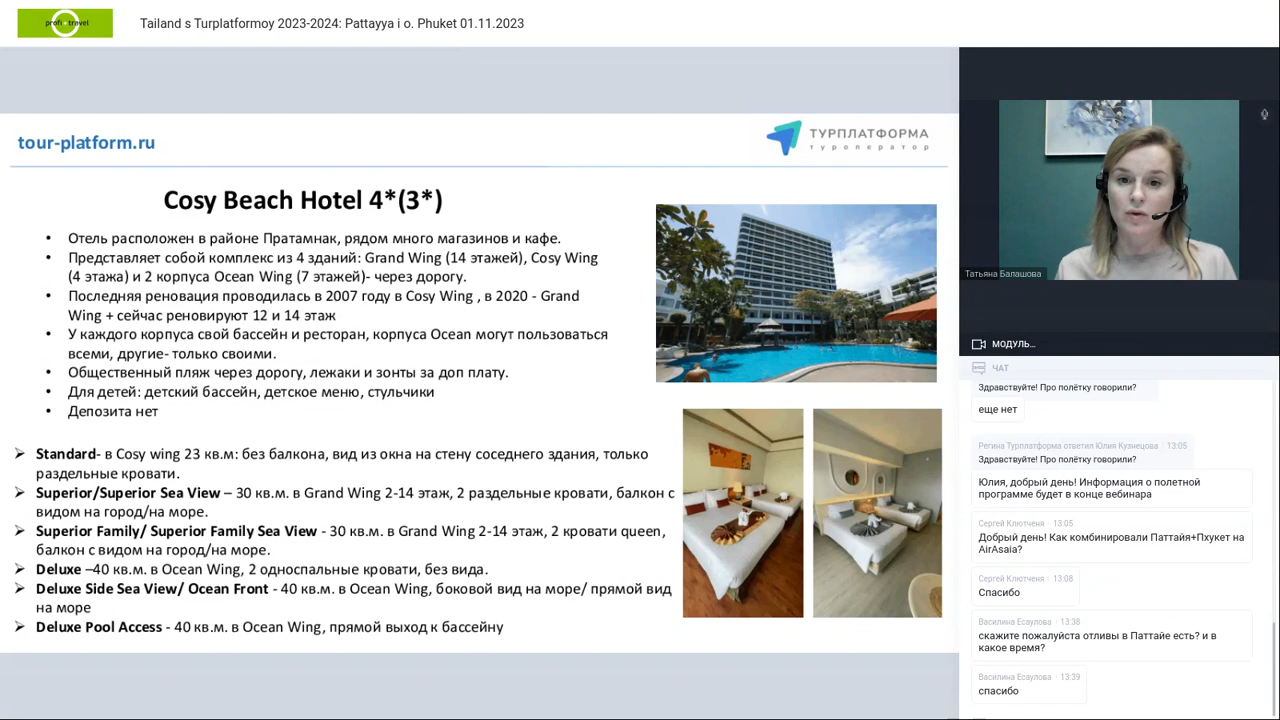 profi travel
Tailand s Turplatformoy 2023-2024: Pattayya i o. Phuket 01.11.2023
tour-platform.ru
ТУРПЛАТФОРМА
туроператор
Cosy Beach Hotel 4*(3*)
• Отель расположен в районе Пратамнак, рядом много магазинов и кафе.
• Представляет собой комплекс из 4 зданий: Grand Wing (14 этажей), Cosy Wing
(4 этажа) и 2 корпуса Ocean Wing (7 этажей)- через дорогу.
• Последняя реновация проводилась в 2007 году в Cosy Wing , в 2020 - Grand
Wing + сейчас реновируют 12 и 14 этаж
• У каждого корпуса свой бассейн и ресторан, корпуса Ocean могут пользоваться
всеми, другие- только своими.
• Общественный пляж через дорогу, лежаки и зонты за доп плату.
• Для детей: детский бассейн, детское меню, стульчики
• Депозита нет
➢ Standard- в Cosy wing 23 кв.м: без балкона, вид из окна на стену соседнего здания, только
раздельные кровати.
➢ Superior/Superior Sea View – 30 кв.м. в Grand Wing 2-14 этаж, 2 раздельные кровати, балкон с
видом на город/на море.
➢ Superior Family/ Superior Family Sea View - 30 кв.м. в Grand Wing 2-14 этаж, 2 кровати queen,
балкон с видом на город/на море.
➢ Deluxe –40 кв.м. в Ocean Wing, 2 односпальные кровати, без вида.
➢ Deluxe Side Sea View/ Ocean Front - 40 кв.м. в Ocean Wing, боковой вид на море/ прямой вид
на море
➢ Deluxe Pool Access - 40 кв.м. в Ocean Wing, прямой выход к бассейну
Татьяна Балашова
МОДУЛЬ...
ЧАТ
Здравствуйте! Про полётку говорили?
еще нет
Регина Турплатформа ответил Юлия Кузнецова 13:05
Здравствуйте! Про полётку говорили?
Юлия, добрый день! Информация о полетной
программе будет в конце вебинара
Сергей Клютченя 13:05
Добрый день! Как комбинировали Паттайя+Пхукет на
AirAsaia?
Сергей Клютченя 13:08
Спасибо
Василина Есаулова 13:38
скажите пожалуйста отливы в Паттайе есть? и в
какое время?
Василина Есаулова 13:39
спасибо